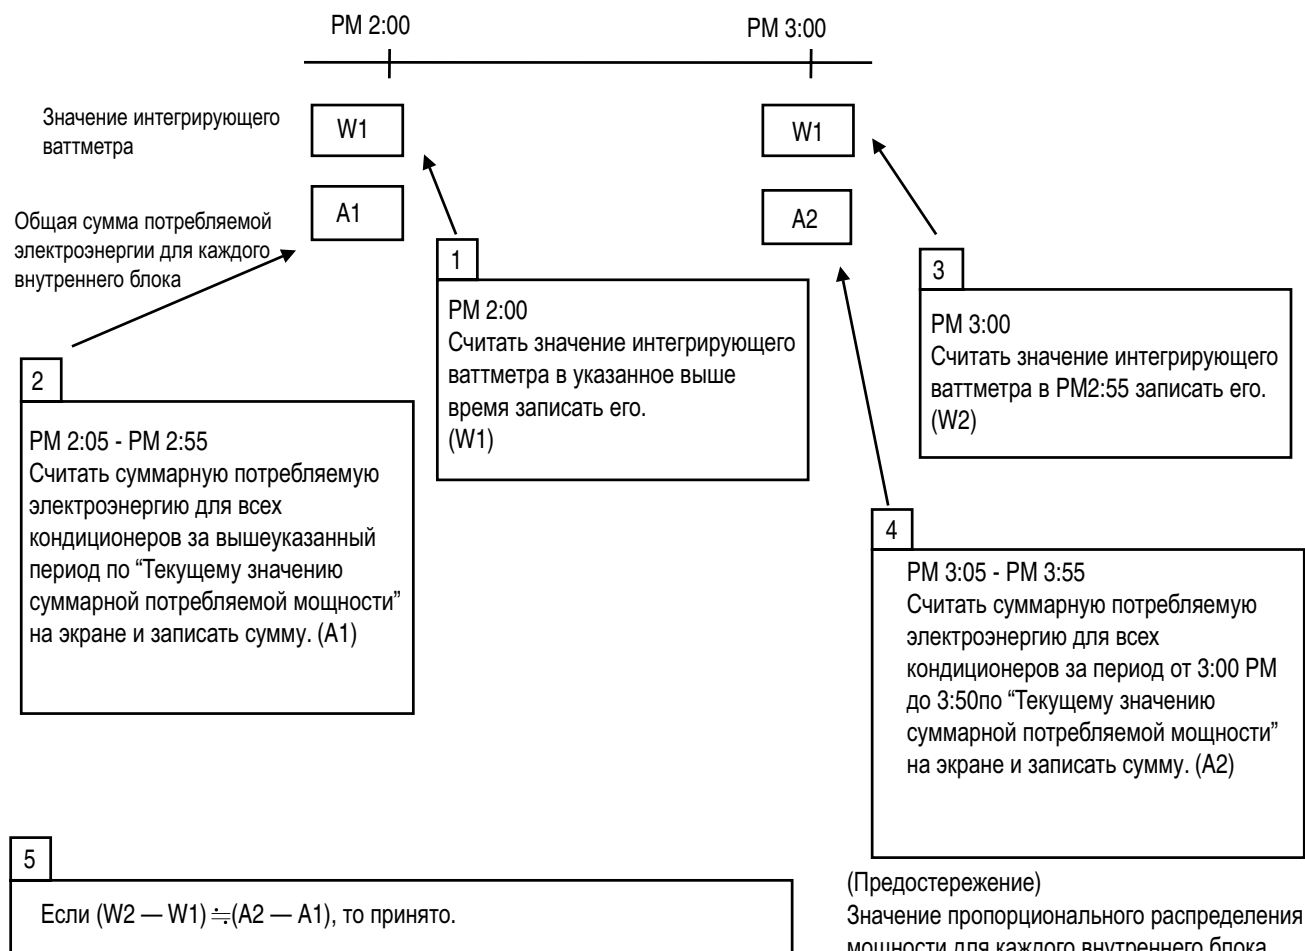 PM 2:00
PM 3:00
Значение интегрирующего
ваттметра
W1
W1
Общая сумма потребляемой
электроэнергии для каждого
внутреннего блока
A1
A2
1
PM 2:00
Считать значение интегрирующего
ваттметра в указанное выше
время записать его.
(W1)
3
PM 3:00
Считать значение интегрирующего
ваттметра в PM2:55 записать его.
(W2)
2
PM 2:05 - PM 2:55
Считать суммарную потребляемую
электроэнергию для всех
кондиционеров за вышеуказанный
период по “Текущему значению
суммарной потребляемой мощности”
на экране и записать сумму. (A1)
4
PM 3:05 - PM 3:55
Считать суммарную потребляемую
электроэнергию для всех
кондиционеров за период от 3:00 PM
до 3:50по “Текущему значению
суммарной потребляемой мощности”
на экране и записать сумму. (A2)
5
Если (W2 — W1) ≒(A2 — A1), то принято.
(Предостережение)
Значение пропорционального распределения
мощности для каждого внутреннего блока